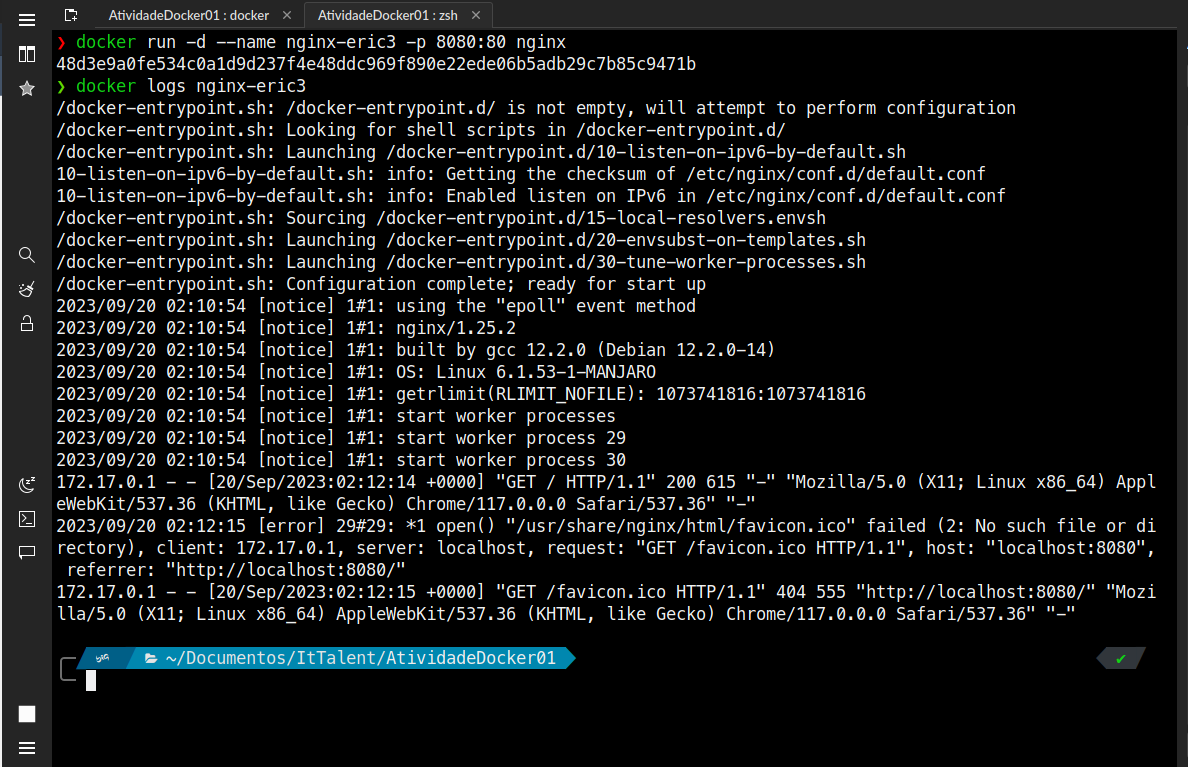 AtividadeDocker01 : docker
AtividadeDocker01 : zsh
❯ docker run -d --name nginx-eric3 -p 8080:80 nginx
48d3e9a0fe534c0a1d9d237f4e48ddc969f890e22ede06b5adb29c7b85c9471b
❯ docker logs nginx-eric3
/docker-entrypoint.sh: /docker-entrypoint.d/ is not empty, will attempt to perform configuration
/docker-entrypoint.sh: Looking for shell scripts in /docker-entrypoint.d/
/docker-entrypoint.sh: Launching /docker-entrypoint.d/10-listen-on-ipv6-by-default.sh
10-listen-on-ipv6-by-default.sh: info: Getting the checksum of /etc/nginx/conf.d/default.conf
10-listen-on-ipv6-by-default.sh: info: Enabled listen on IPv6 in /etc/nginx/conf.d/default.conf
/docker-entrypoint.sh: Sourcing /docker-entrypoint.d/15-local-resolvers.envsh
/docker-entrypoint.sh: Launching /docker-entrypoint.d/20-envsubst-on-templates.sh
/docker-entrypoint.sh: Launching /docker-entrypoint.d/30-tune-worker-processes.sh
/docker-entrypoint.sh: Configuration complete; ready for start up
2023/09/20 02:10:54 [notice] 1#1: using the "epoll" event method
2023/09/20 02:10:54 [notice] 1#1: nginx/1.25.2
2023/09/20 02:10:54 [notice] 1#1: built by gcc 12.2.0 (Debian 12.2.0-14)
2023/09/20 02:10:54 [notice] 1#1: OS: Linux 6.1.53-1-MANJARO
2023/09/20 02:10:54 [notice] 1#1: getrlimit(RLIMIT_NOFILE): 1073741816:1073741816
2023/09/20 02:10:54 [notice] 1#1: start worker processes
2023/09/20 02:10:54 [notice] 1#1: start worker process 29
2023/09/20 02:10:54 [notice] 1#1: start worker process 30
172.17.0.1 - - [20/Sep/2023:02:12:14 +0000] "GET / HTTP/1.1" 200 615 "-" "Mozilla/5.0 (X11; Linux x86_64) Appl
eWebKit/537.36 (KHTML, like Gecko) Chrome/117.0.0.0 Safari/537.36" "-"
2023/09/20 02:12:15 [error] 29#29: *1 open() "/usr/share/nginx/html/favicon.ico" failed (2: No such file or di
rectory), client: 172.17.0.1, server: localhost, request: "GET /favicon.ico HTTP/1.1", host: "localhost:8080",
 referrer: "http://localhost:8080/"
172.17.0.1 - - [20/Sep/2023:02:12:15 +0000] "GET /favicon.ico HTTP/1.1" 404 555 "http://localhost:8080/" "Mozi
lla/5.0 (X11; Linux x86_64) AppleWebKit/537.36 (KHTML, like Gecko) Chrome/117.0.0.0 Safari/537.36" "-"
~/Documentos/ItTalent/AtividadeDocker01 ✔